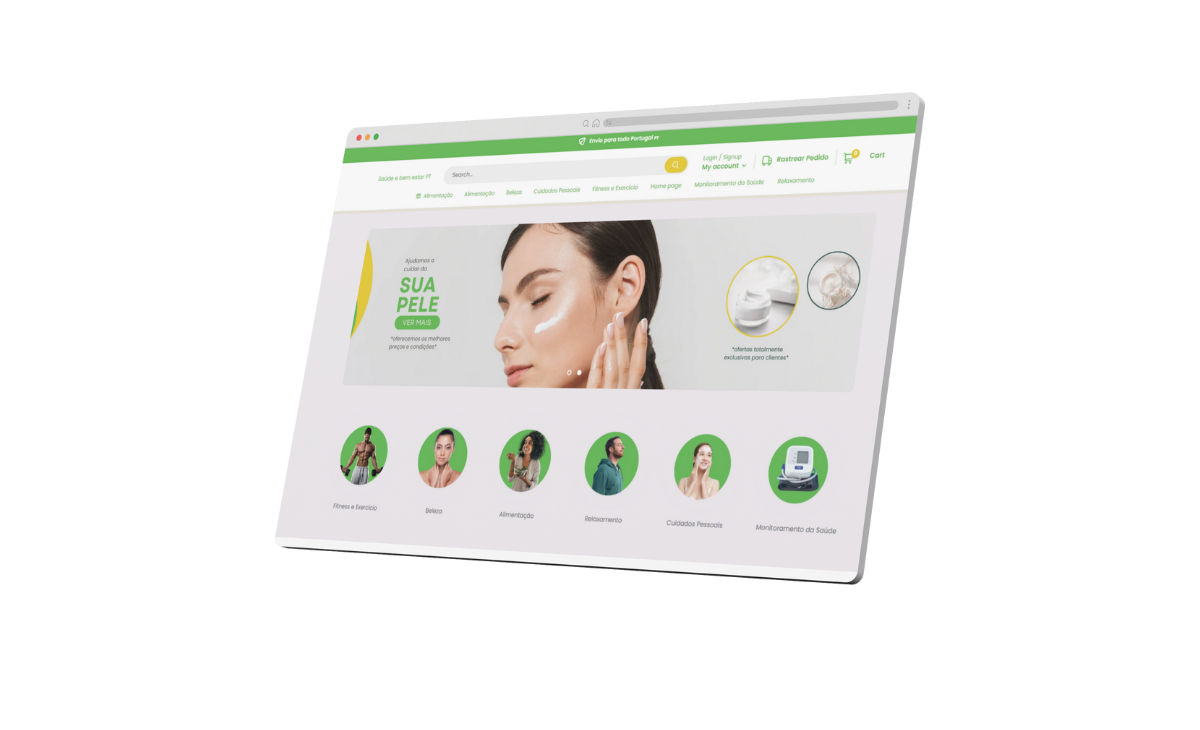 Envio para todo Portugal PT
Saúde e bem estar PT
Search...
Login / Signup
My account
Rastrear Pedido
0
Cart
Alimentação
Alimentação
Beleza
Cuidados Pessoais
Fitness e Exercício
Home page
Monitoramento da Saúde
Relaxamento
Ajudamos a
cuidar da
SUA
PELE
VER MAIS
*oferecemos os melhores
preços e condições*
*ofertas totalmente
exclusivas para clientes*
Fitness e Exercício
Beleza
Alimentação
Relaxamento
Cuidados Pessoais
Monitoramento da Saúde